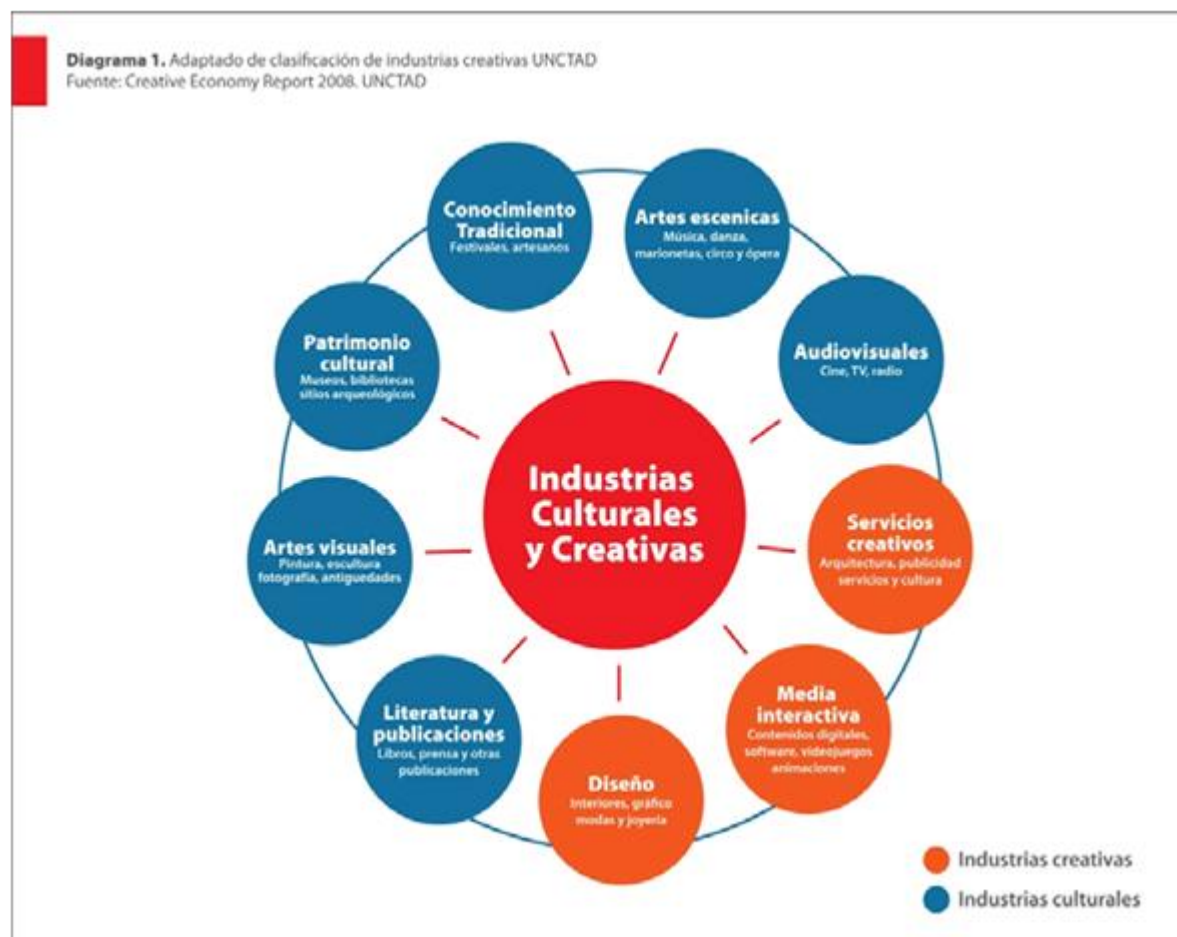 Diagrama 1. Adaptado de clasificación de industrias creativas UNCTAD
Fuente: Creative Economy Report 2008. UNCTAD
Conocimiento
Tradicional
Festivales, artesanos
Artes escenicas
Música, danza,
marionetas, circo y ópera
Patrimonio
cultural
Museos, bibliotecas
sitios arqueológicos
Audiovisuales
Cine, TV, radio
Industrias
Culturales
y Creativas
Artes visuales
Pintura, escultura
fotografía, antiguedades
Servicios
creativos
Arquitectura, publicidad
servicios y cultura
Literatura y
publicaciones
Libros, prensa y otras
publicaciones
Media
interactiva
Contenidos digitales,
software, videojuegos
animaciones
Diseño
Interiores, gráfico
modas y joyería
Industrias creativas
Industrias culturales